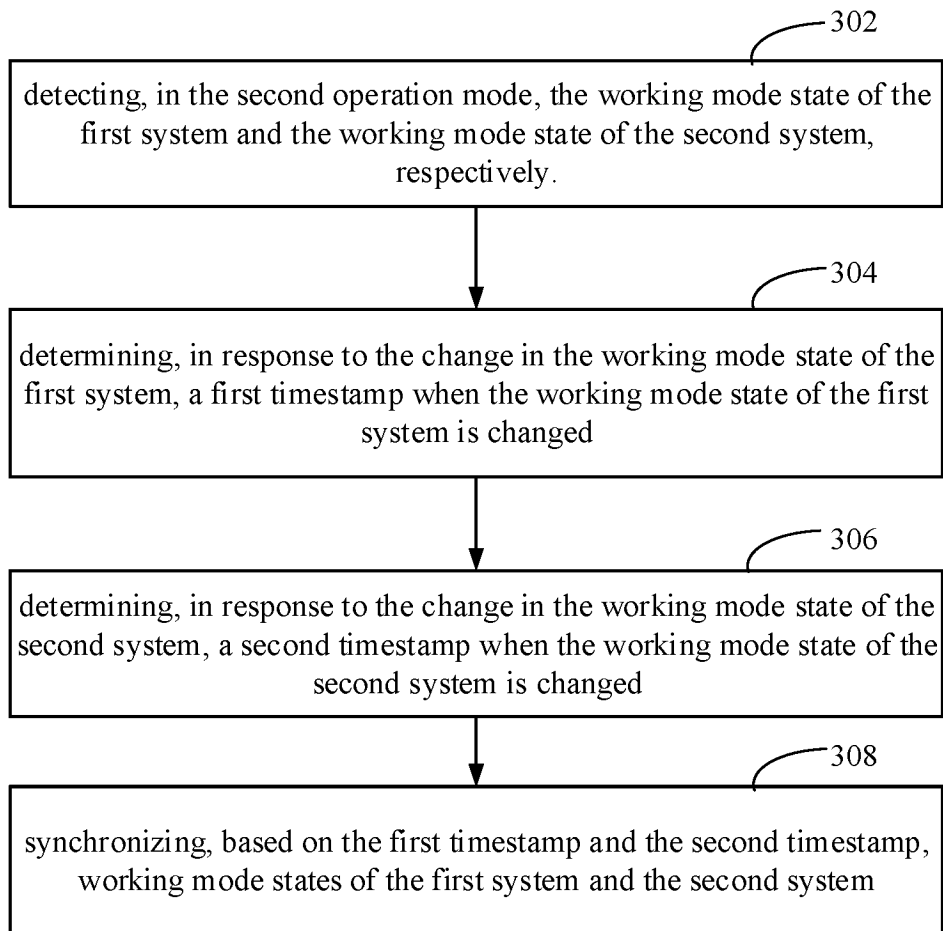 302
detecting, in the second operation mode, the working mode state of the
first system and the working mode state of the second system,
respectively.
304
determining, in response to the change in the working mode state of the
first system, a first timestamp when the working mode state of the first
system is changed
306
determining, in response to the change in the working mode state of the
second system, a second timestamp when the working mode state of the
second system is changed
308
synchronizing, based on the first timestamp and the second timestamp,
working mode states of the first system and the second system